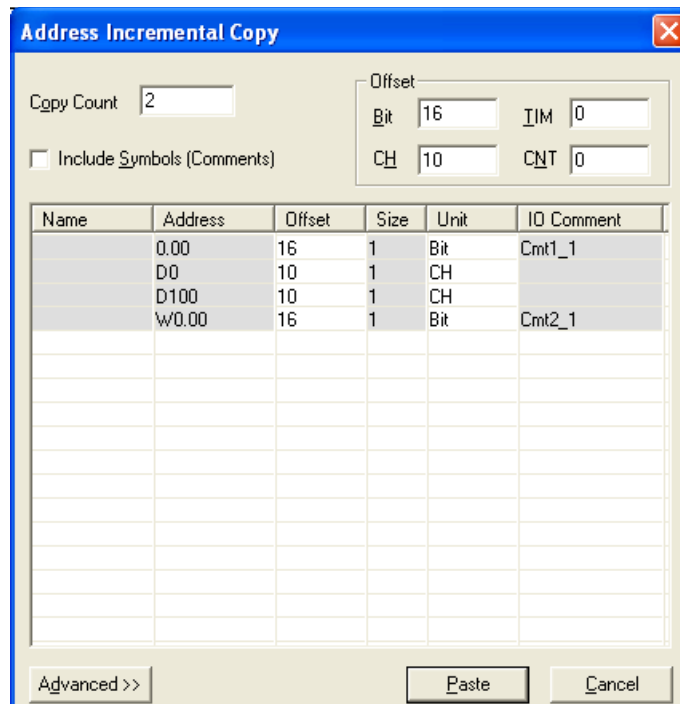 Address Incremental Copy
Copy Count 2
Include Symbols (Comments)
Offset
Bit 16 TIM 0
CH 10 CNT 0
Name Address Offset Size Unit IO Comment
0.00 16 1 Bit Cmt1_1
D0 10 1 CH
D100 10 1 CH
W0.00 16 1 Bit Cmt2_1
Advanced >> Paste Cancel